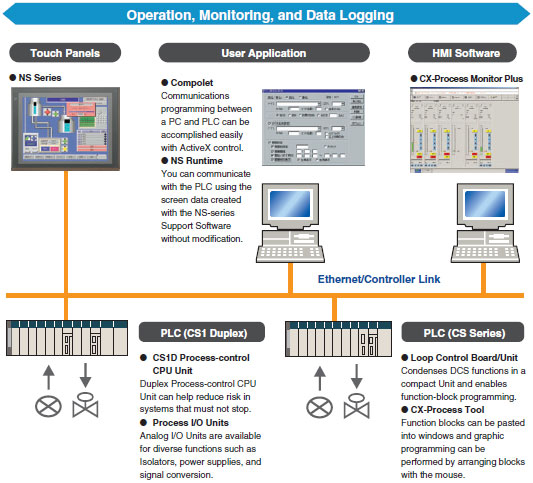 Operation, Monitoring, and Data Logging
Touch Panels
● NS Series
User Application
● Compolet
Communications
programming between
a PC and PLC can be
accomplished easily
with ActiveX control.
● NS Runtime
You can communicate
with the PLC using the
screen data created
with the NS-series
Support Software
without modification.
HMI Software
● CX-Process Monitor Plus
Ethernet/Controller Link
PLC (CS1 Duplex)
● CS1D Process-control
CPU Unit
Duplex Process-control CPU
Unit can help reduce risk in
systems that must not stop.
● Process I/O Units
Analog I/O Units are available
for diverse functions such as
Isolators, power supplies, and
signal conversion.
PLC (CS Series)
● Loop Control Board/Unit
Condenses DCS functions in a
compact Unit and enables
function-block programming.
● CX-Process Tool
Function blocks can be pasted
into windows and graphic
programming can be
performed by arranging blocks
with the mouse.